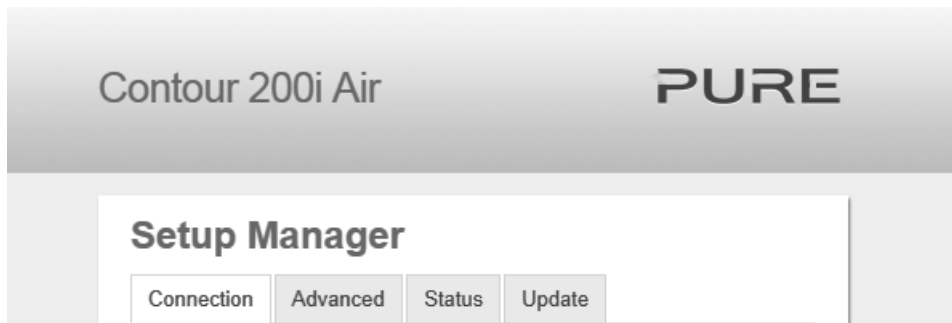 Contour 200i Air PURE
Setup Manager
Connection Advanced Status Update